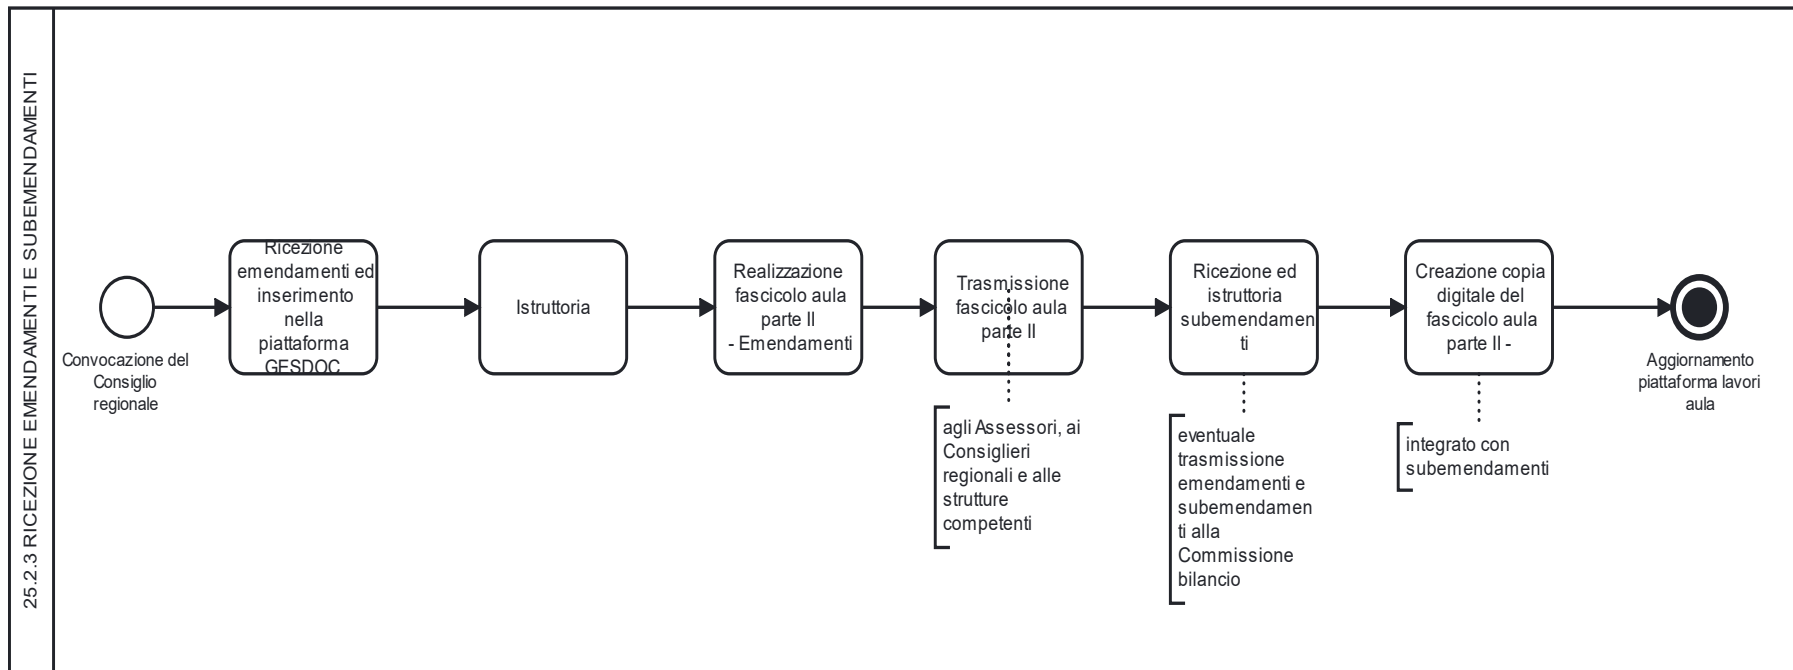 25.2.3 RICEZIONE EMENDAMENTI E SUBEMENDAMENTI
Convocazione del
Consiglio
regionale
Ricezione
emendamenti ed
inserimento
nella
piattaforma
GESDOC
Istruttoria
Realizzazione
fascicolo aula
parte II
- Emendamenti
Trasmissione
fascicolo aula
parte II
agli Assessori, ai
Consiglieri
regionali e alle
strutture
competenti
Ricezione ed
istruttoria
subemendamen
ti
eventuale
trasmissione
emendamenti e
subemendamen
ti alla
Commissione
bilancio
Creazione copia
digitale del
fascicolo aula
parte II -
integrato con
subemendamenti
Aggiornamento
piattaforma lavori
aula